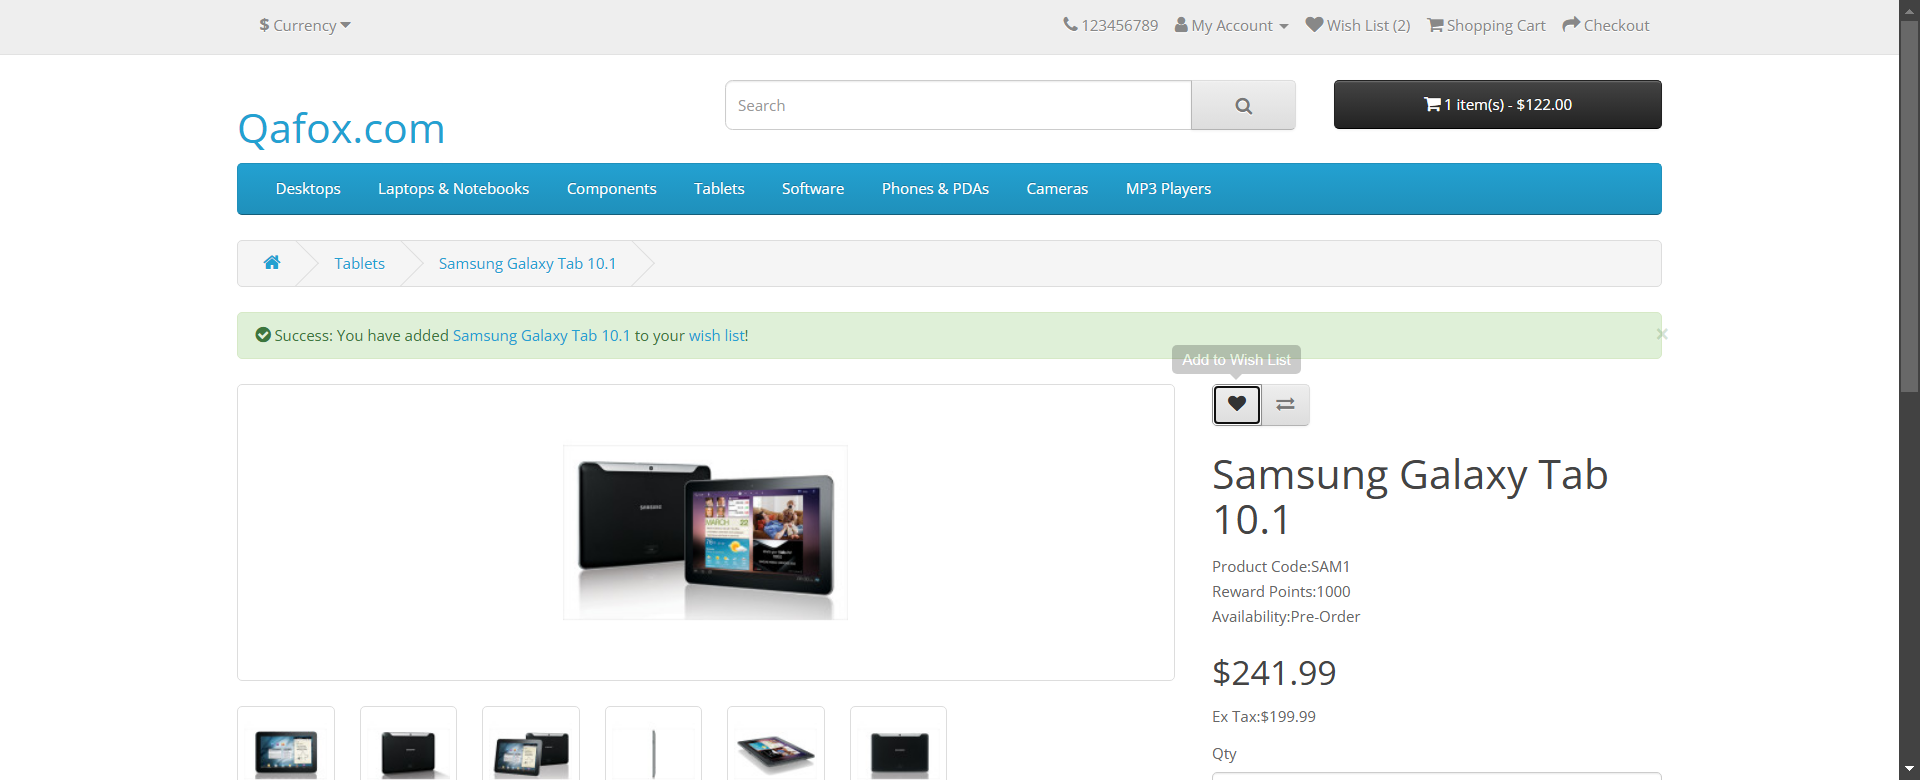 $ Currency
123456789 My Account Wish List (2) Shopping Cart Checkout
Qafox.com
Search
1 item(s) - $122.00
Desktops Laptops & Notebooks Components Tablets Software Phones & PDAs Cameras MP3 Players
Tablets Samsung Galaxy Tab 10.1
Success: You have added Samsung Galaxy Tab 10.1 to your wish list!
×
Add to Wish List
SAMSUNG
MARCH 22
Samsung Galaxy Tab
10.1
Product Code:SAM1
Reward Points:1000
Availability:Pre-Order
$241.99
Ex Tax:$199.99
Qty